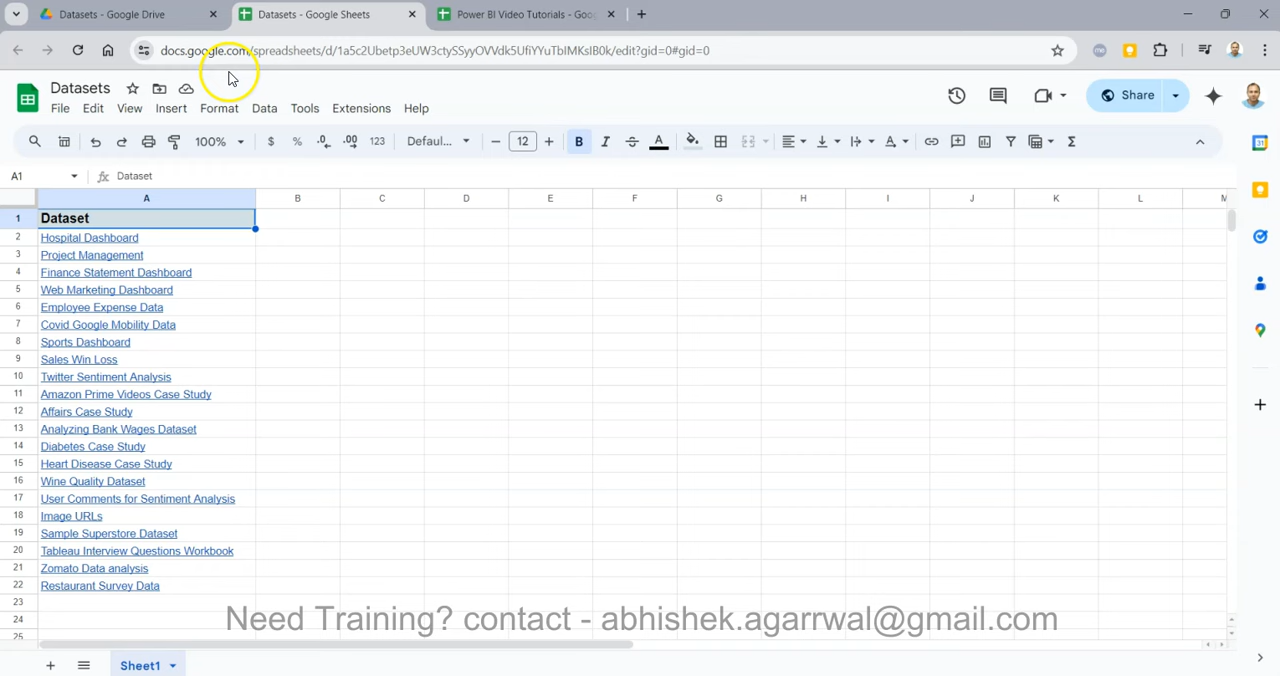 Datasets - Google Drive
Datasets - Google Sheets
Power BI Video Tutorials - Goo
docs.google.com/spreadsheets/d/1a5c2Ubetp3eUW3ctySSyyOVVdk5UfiYYuTbIMKsIB0k/edit?gid=0#gid=0
Datasets
File Edit View Insert Format Data Tools Extensions Help
Share
100% $ % .0 .00 123 Defaul... 12 B I A
A1 fx Dataset
A B C D E F G H I J K L M
1 Dataset
2 Hospital Dashboard
3 Project Management
4 Finance Statement Dashboard
5 Web Marketing Dashboard
6 Employee Expense Data
7 Covid Google Mobility Data
8 Sports Dashboard
9 Sales Win Loss
10 Twitter Sentiment Analysis
11 Amazon Prime Videos Case Study
12 Affairs Case Study
13 Analyzing Bank Wages Dataset
14 Diabetes Case Study
15 Heart Disease Case Study
16 Wine Quality Dataset
17 User Comments for Sentiment Analysis
18 Image URLs
19 Sample Superstore Dataset
20 Tableau Interview Questions Workbook
21 Zomato Data analysis
22 Restaurant Survey Data
23
24
25
Need Training? contact - abhishek.agarrwal@gmail.com
Sheet1